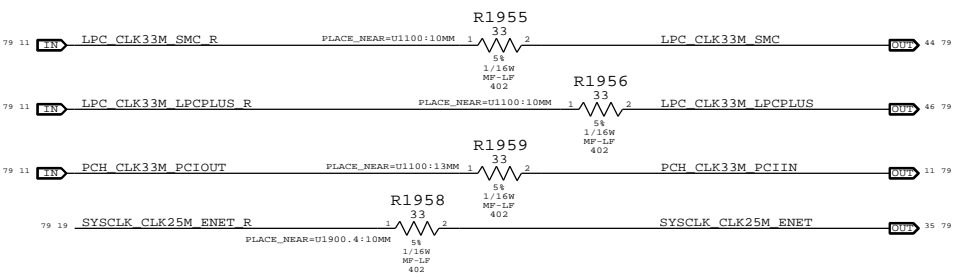 R1955
79 11 IN LPC_CLK33M_SMC_R PLACE_NEAR=U1100:10MM 1 33 2 LPC_CLK33M_SMC OUT 44 79
5%
1/16W
MF-LF
402
R1956
79 11 IN LPC_CLK33M_LPCPLUS_R PLACE_NEAR=U1100:10MM 1 33 2 LPC_CLK33M_LPCPLUS OUT 46 79
5%
1/16W
MF-LF
402
R1959
79 11 IN PCH_CLK33M_PCIOUT PLACE_NEAR=U1100:13MM 1 33 2 PCH_CLK33M_PCIIN OUT 11 79
5%
1/16W
MF-LF
402
R1958
79 19 SYSCLK_CLK25M_ENET_R 1 33 2 SYSCLK_CLK25M_ENET OUT 35 79
PLACE_NEAR=U1900.4:10MM
5%
1/16W
MF-LF
402